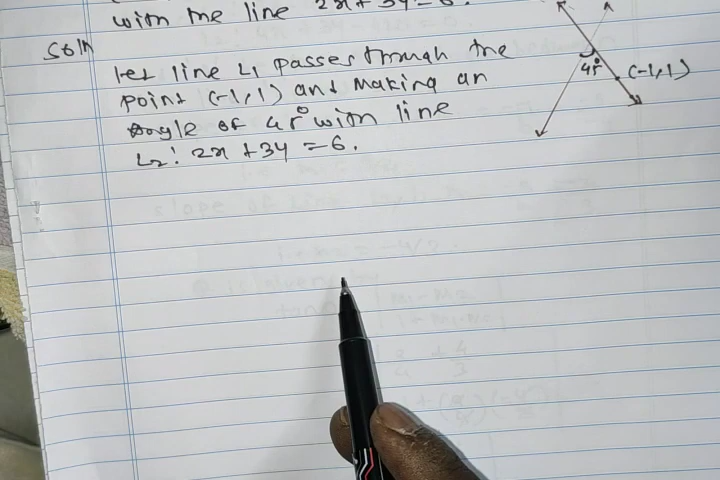 with the line 2x + 3y = 6.
Solⁿ
let line L₁ passes through the
point (-1,1) and making an
angle of 45° with line
L₂: 2x + 3y = 6.
45°
(-1,1)